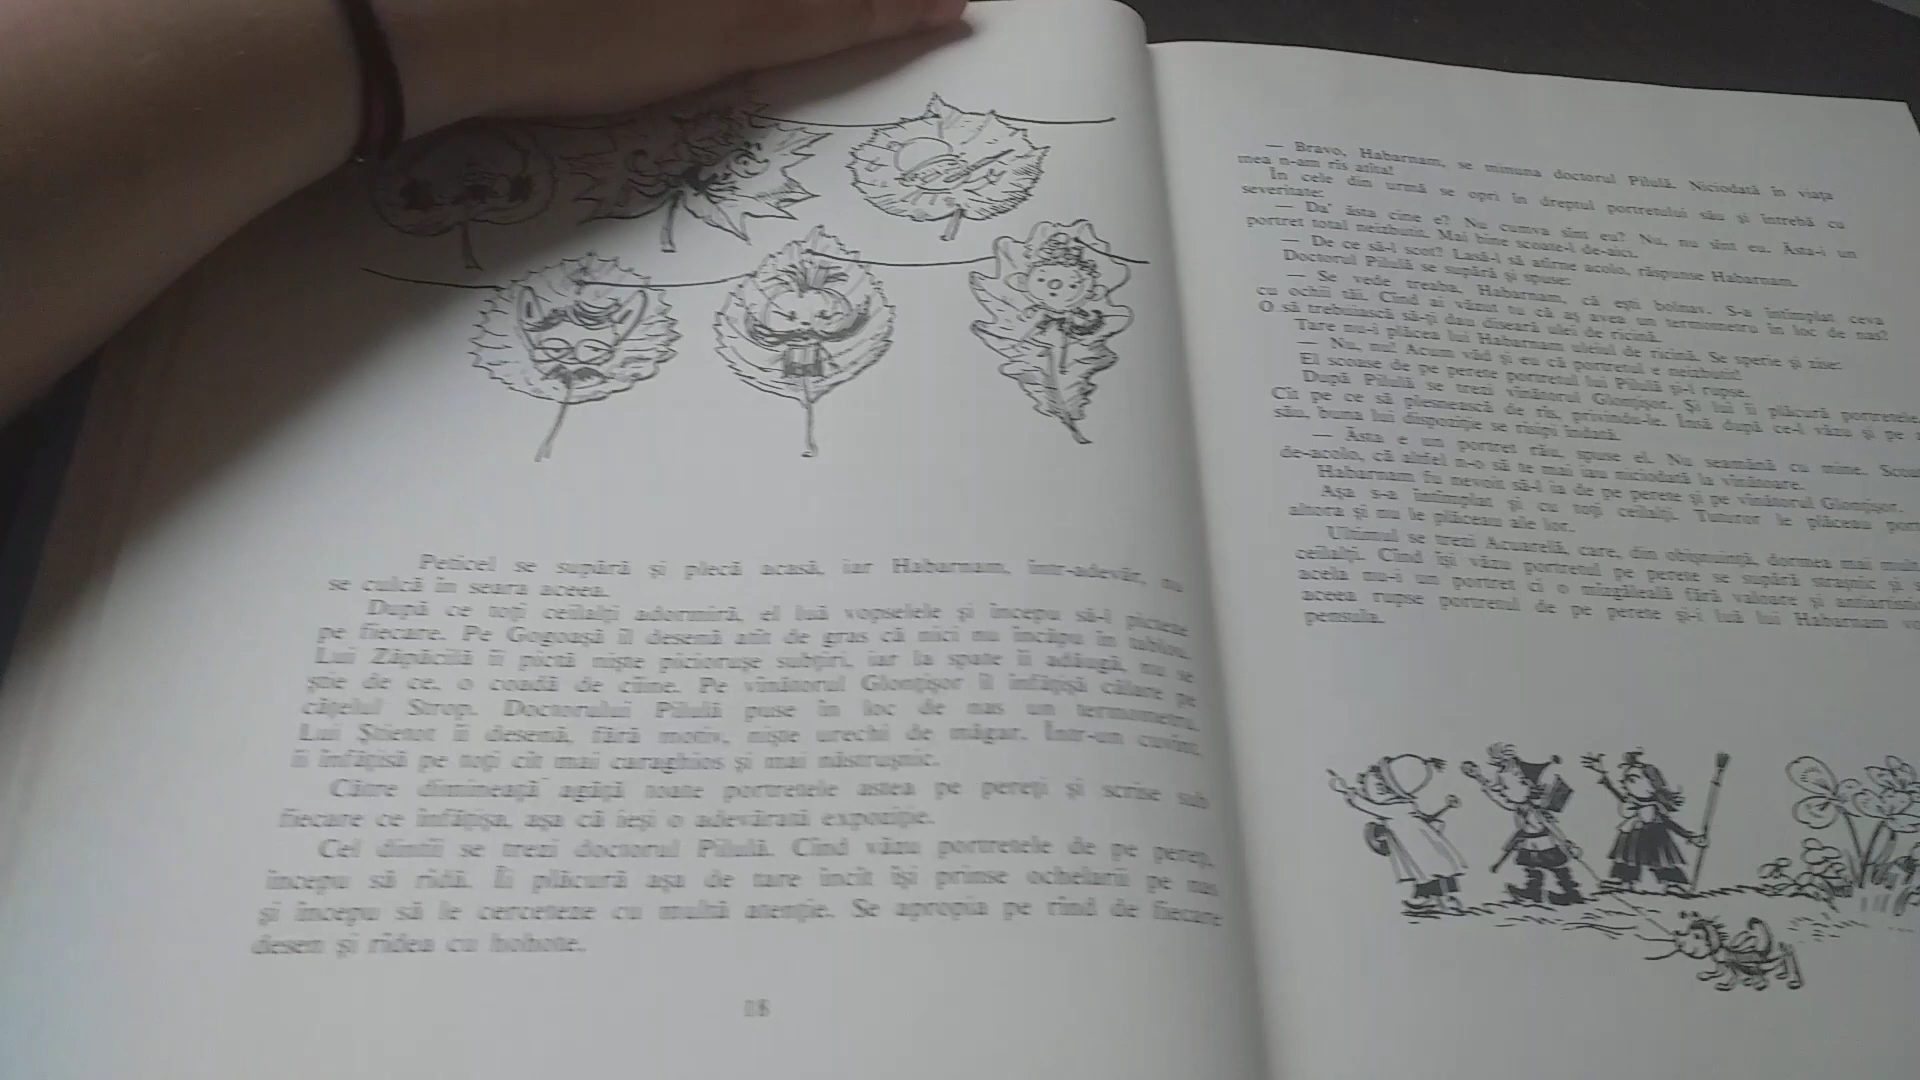 Peticel se supără și plecă acasă, iar Habarnam, într-adevăr, nu
se culcă în seara aceea.
După ce toți ceilalți adormiră, el luă vopselele și începu să-i picteze
pe fiecare. Pe Gogoașă îl desenă atît de gras că nici nu încăpu în tablou.
Lui Zăpăcilă îi pictă niște piciorușe subțiri, iar la spate îi adăugă, nu se
știe de ce, o coadă de cîine. Pe vînătorul Glonțișor îl înfățișă călare pe
cățelul Strop. Doctorului Pilulă puse în loc de nas un termometru.
Lui Știetot îi desenă, fără motiv, niște urechi de măgar. Într-un cuvînt,
îi înfățișă pe toți cît mai caraghios și mai năstrușnic.
Către dimineață agăță toate portretele astea pe pereți și scrise sub
fiecare ce înfățișa, așa că ieși o adevărată expoziție.
Cel dintîi se trezi doctorul Pilulă. Cînd văzu portretele de pe pereți,
începu să rîdă. Îi plăcură așa de tare încît își prinse ochelarii pe nas
și începu să le cerceteze cu multă atenție. Se apropia pe rînd de fiecare
desen și rîdea cu hohote.
18
— Bravo, Habarnam, se minuna doctorul Pilulă. Niciodată în viața
mea n-am rîs atîta!
În cele din urmă se opri în dreptul portretului său și întrebă cu
severitate:
— Da' ăsta cine e? Nu cumva sînt eu? Nu, nu sînt eu. Ăsta-i un
portret total neizbutit. Mai bine scoate-l de-aici.
— De ce să-l scot? Lasă-l să atîrne acolo, răspunse Habarnam.
Doctorul Pilulă se supără și spuse:
— Se vede treaba, Habarnam, că ești bolnav. S-a întîmplat ceva
cu ochii tăi. Cînd ai văzut tu că aș avea un termometru în loc de nas?
O să trebuiască să-ți dau diseară ulei de ricină.
Tare nu-i plăcea lui Habarnam uleiul de ricină. Se sperie și zise:
— Nu, nu! Acum văd și eu că portretul e neizbutit!
El scoase de pe perete portretul lui Pilulă și-l rupse.
După Pilulă se trezi vînătorul Glonțișor. Și lui îi plăcură portretele.
Cît pe ce să plesnească de rîs, privindu-le. Însă după ce-l văzu și pe
său, buna lui dispoziție se risipi îndată.
— Ăsta e un portret rău, spuse el. Nu seamănă cu mine.
de-acolo, că altfel n-o să te mai iau niciodată la vînătoare.
Habarnam fu nevoit să-l ia de pe perete și pe vînătorul Glonțișor.
Așa s-a întîmplat și cu toți ceilalți. Tuturor le plăceau
altora și nu le plăceau ale lor.
Ultimul se trezi Acuarelă, care, din obișnuință, dormea mai
ceilalți. Cînd își văzu portretul pe perete se supără strașnic și
acela nu-i un portret ci o mîzgăleală fără valoare și
aceea rupse portretul de pe perete și-i luă lui Habarnam
pensula.